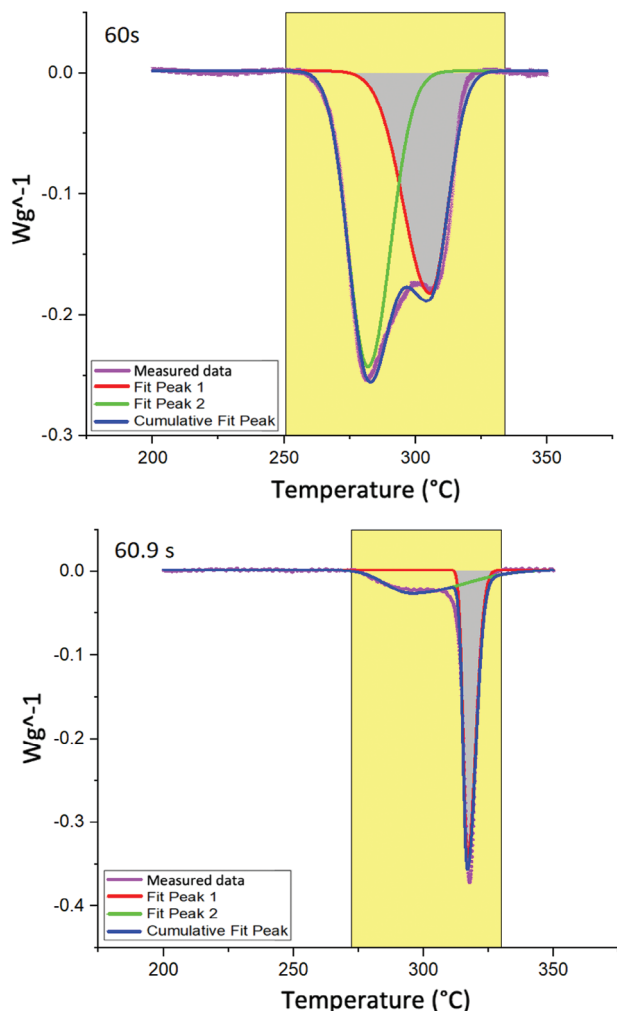 60s
0.0
-0.1
-0.2
-0.3
Wg^-1
Measured data
Fit Peak 1
Fit Peak 2
Cumulative Fit Peak
200 250 300 350
Temperature (°C)
60.9 s
0.0
-0.1
-0.2
-0.3
-0.4
Wg^-1
Measured data
Fit Peak 1
Fit Peak 2
Cumulative Fit Peak
200 250 300 350
Temperature (°C)